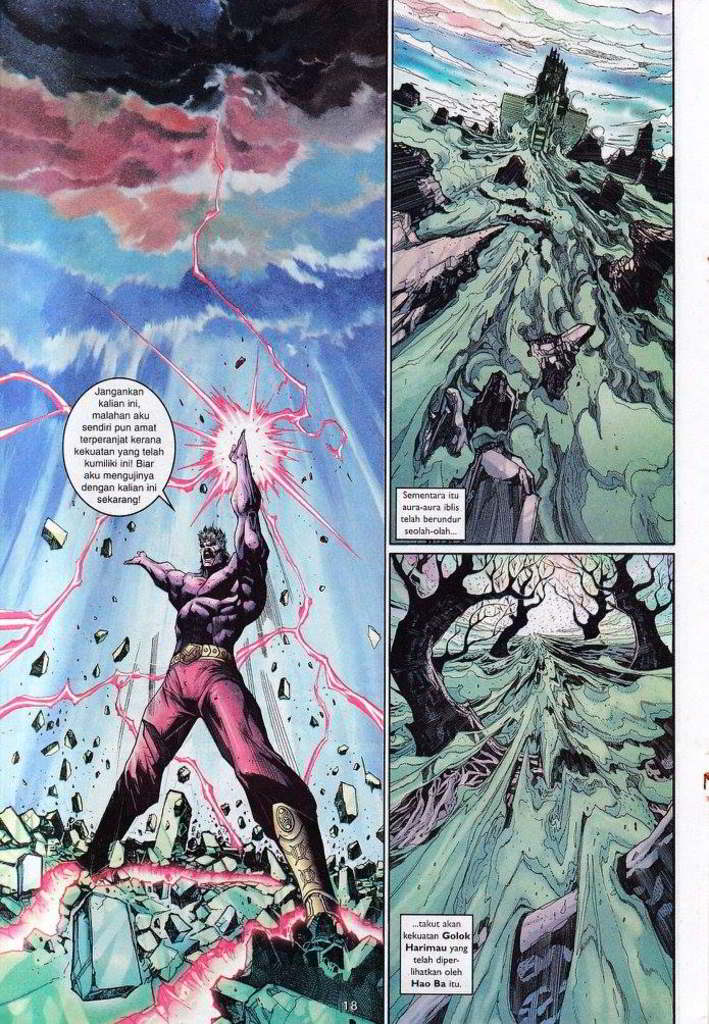 Jangankan
kalian ini,
malahan aku
sendiri pun amat
terperanjat kerana
kekuatan yang telah
kumiliki ini! Biar
aku mengujinya
dengan kalian ini
sekarang!
Sementara itu
aura-aura iblis
telah berundur
seolah-olah...
...takut akan
kekuatan Golok
Harimau yang
telah diper-
lihatkan oleh
Hao Ba itu.
18